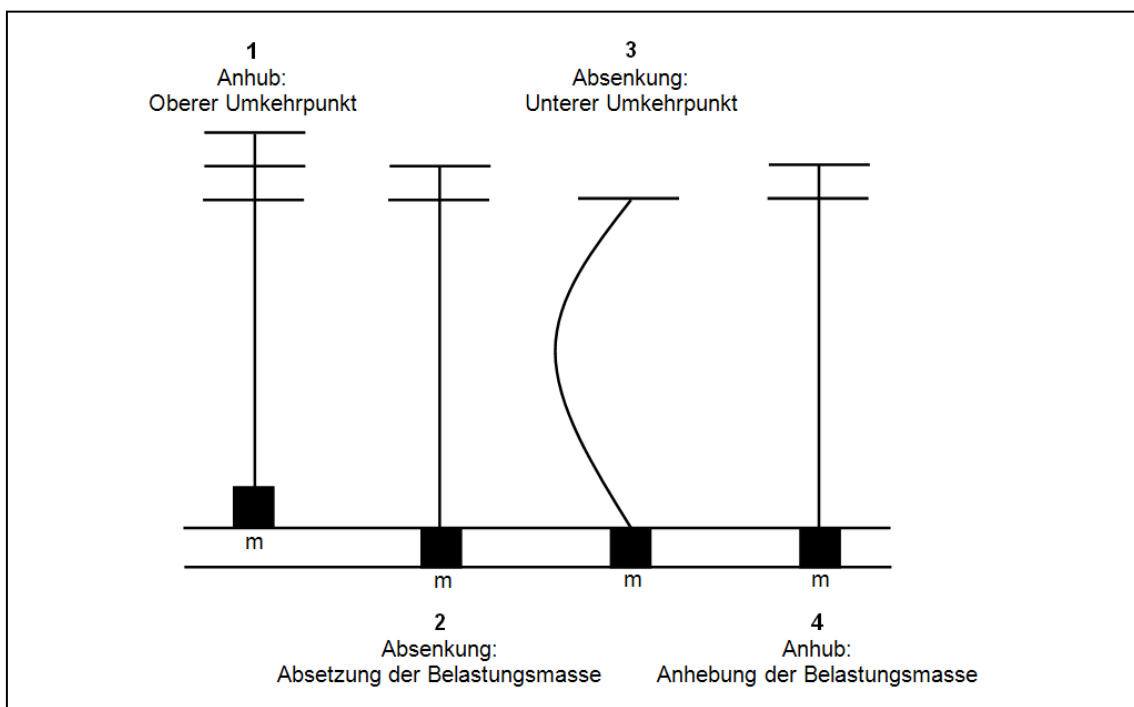 1
Anhub:
Oberer Umkehrpunkt
3
Absenkung:
Unterer Umkehrpunkt
m
m
m
m
2
Absenkung:
Absetzung der Belastungsmasse
4
Anhub:
Anhebung der Belastungsmasse